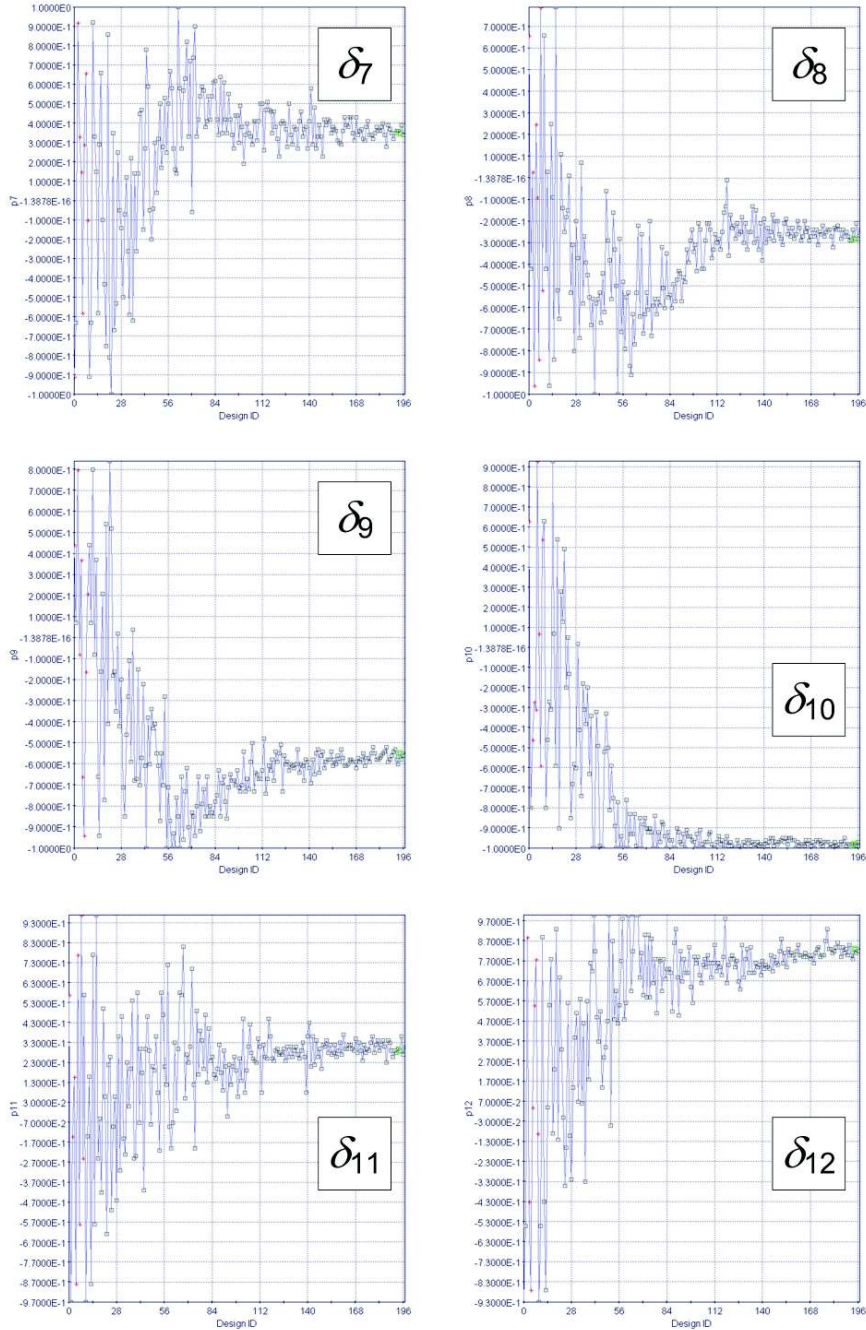 1.0000E0
9.0000E-1
8.0000E-1
7.0000E-1
6.0000E-1
5.0000E-1
4.0000E-1
3.0000E-1
2.0000E-1
1.0000E-1
-1.3878E-16
-1.0000E-1
-2.0000E-1
-3.0000E-1
-4.0000E-1
-5.0000E-1
-6.0000E-1
-7.0000E-1
-8.0000E-1
-9.0000E-1
-1.0000E0
p7
δ7
0 28 56 84 112 140 168 196
Design ID
7.0000E-1
6.0000E-1
5.0000E-1
4.0000E-1
3.0000E-1
2.0000E-1
1.0000E-1
-1.3878E-16
-1.0000E-1
-2.0000E-1
-3.0000E-1
-4.0000E-1
-5.0000E-1
-6.0000E-1
-7.0000E-1
-8.0000E-1
-9.0000E-1
-1.0000E0
p8
δ8
0 28 56 84 112 140 168 196
Design ID
8.0000E-1
7.0000E-1
6.0000E-1
5.0000E-1
4.0000E-1
3.0000E-1
2.0000E-1
1.0000E-1
-1.3878E-16
-1.0000E-1
-2.0000E-1
-3.0000E-1
-4.0000E-1
-5.0000E-1
-6.0000E-1
-7.0000E-1
-8.0000E-1
-9.0000E-1
-1.0000E0
p9
δ9
0 28 56 84 112 140 168 196
Design ID
9.0000E-1
8.0000E-1
7.0000E-1
6.0000E-1
5.0000E-1
4.0000E-1
3.0000E-1
2.0000E-1
1.0000E-1
-1.3878E-16
-1.0000E-1
-2.0000E-1
-3.0000E-1
-4.0000E-1
-5.0000E-1
-6.0000E-1
-7.0000E-1
-8.0000E-1
-9.0000E-1
-1.0000E0
p10
δ10
0 28 56 84 112 140 168 196
Design ID
9.3000E-1
8.3000E-1
7.3000E-1
6.3000E-1
5.3000E-1
4.3000E-1
3.3000E-1
2.3000E-1
1.3000E-1
3.0000E-2
-7.0000E-2
-1.7000E-1
-2.7000E-1
-3.7000E-1
-4.7000E-1
-5.7000E-1
-6.7000E-1
-7.7000E-1
-8.7000E-1
-9.7000E-1
p11
δ11
0 28 56 84 112 140 168 196
Design ID
9.7000E-1
8.7000E-1
7.7000E-1
6.7000E-1
5.7000E-1
4.7000E-1
3.7000E-1
2.7000E-1
1.7000E-1
7.0000E-2
-3.0000E-2
-1.3000E-1
-2.3000E-1
-3.3000E-1
-4.3000E-1
-5.3000E-1
-6.3000E-1
-7.3000E-1
-8.3000E-1
-9.3000E-1
p12
δ12
0 28 56 84 112 140 168 196
Design ID